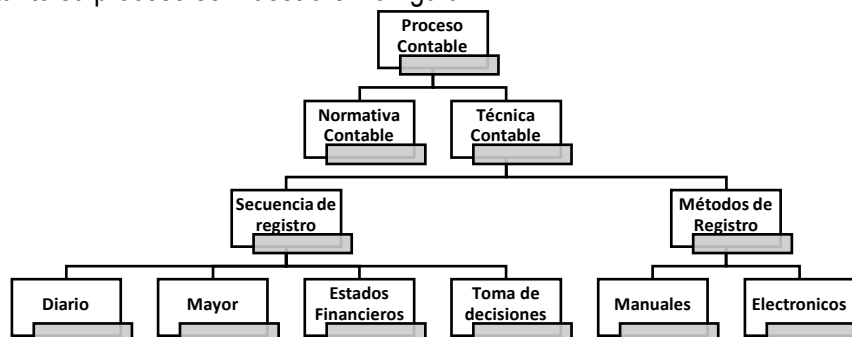 Proceso
Contable
Normativa
Contable
Técnica
Contable
Secuencia de
registro
Métodos de
Registro
Diario
Mayor
Estados
Financieros
Toma de
decisiones
Manuales
Electronicos